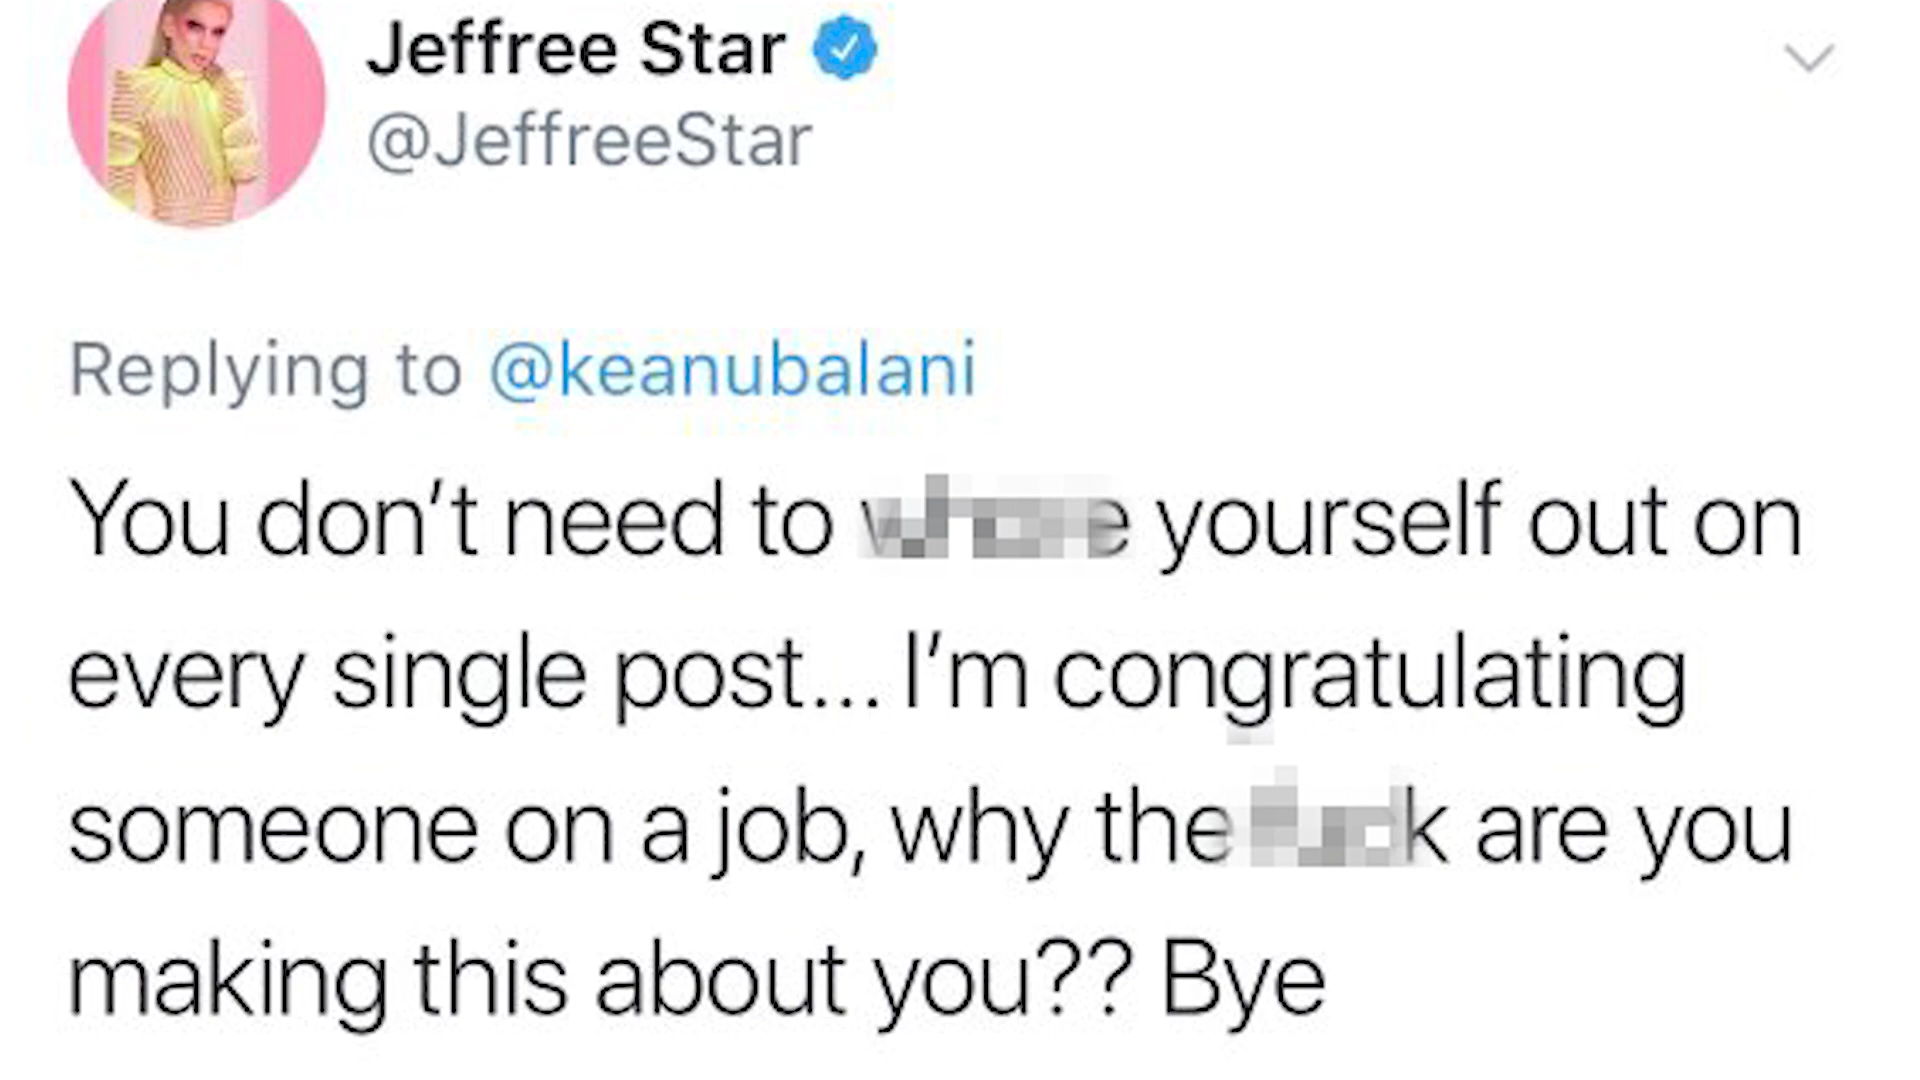 Jeffree Star
@JeffreeStar
Replying to @keanubalani
You don’t need to yourself out on
every single post... I’m congratulating
someone on a job, why the are you
making this about you?? Bye